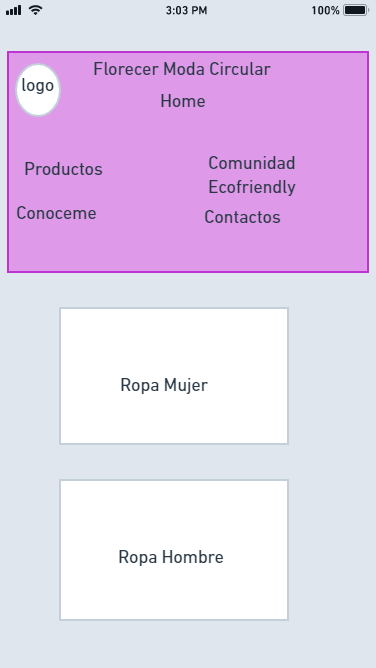 3:03 PM
100%
logo
Florecer Moda Circular
Home
Productos
Comunidad
Ecofriendly
Conoceme
Contactos
Ropa Mujer
Ropa Hombre